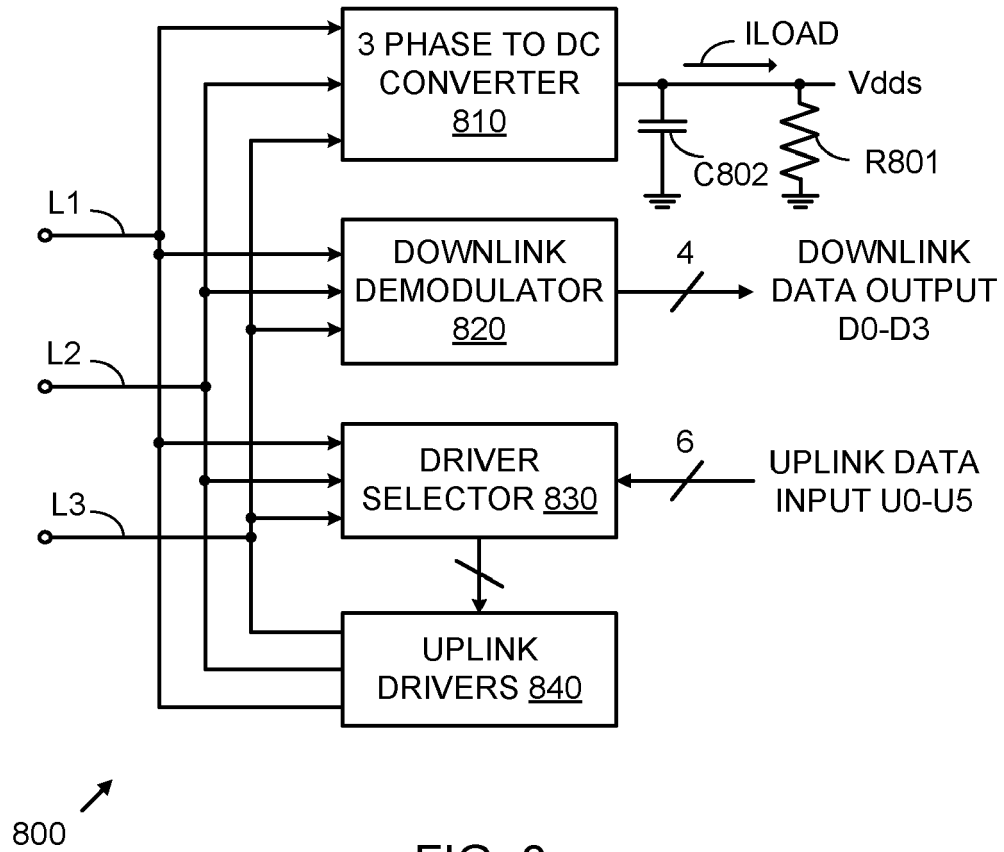 3 PHASE TO DC
CONVERTER
810
ILOAD
Vdds
C802
R801
L1
DOWNLINK
DEMODULATOR
820
4
DOWNLINK
DATA OUTPUT
D0-D3
L2
DRIVER
SELECTOR 830
6
UPLINK DATA
INPUT U0-U5
L3
UPLINK
DRIVERS 840
800